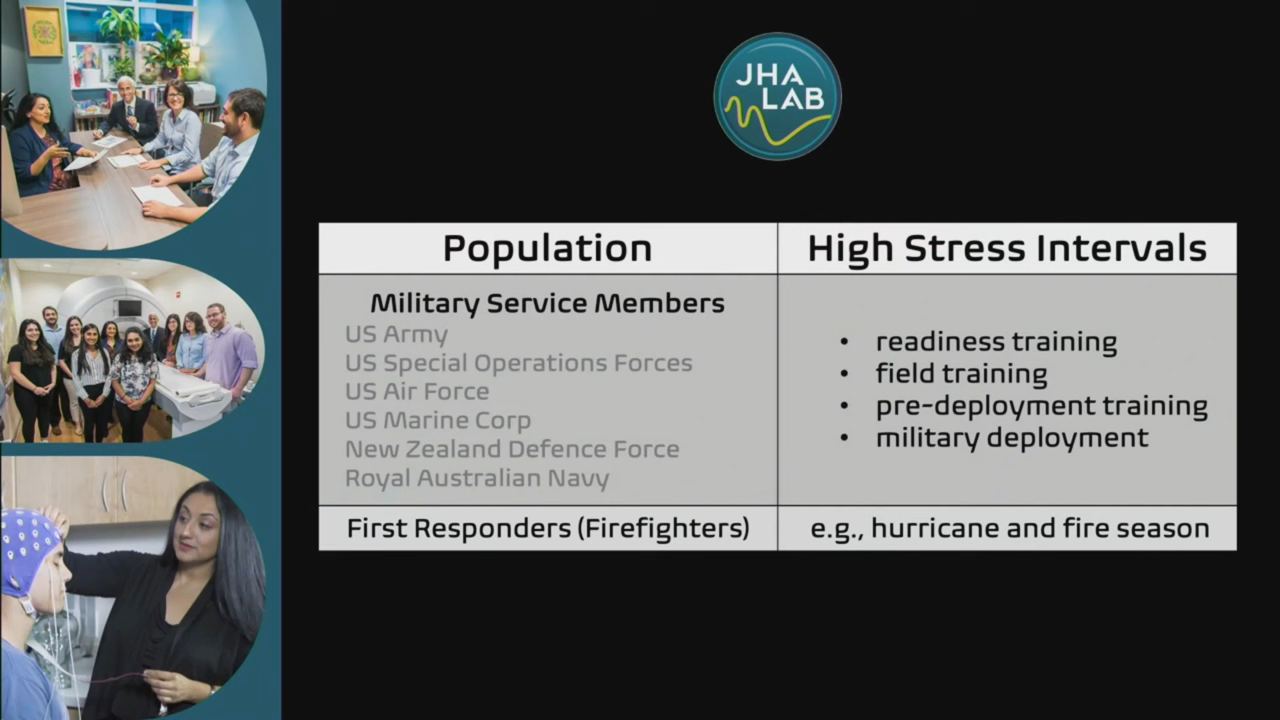 JHA
LAB
Population
High Stress Intervals
Military Service Members
US Army
US Special Operations Forces
US Air Force
US Marine Corp
New Zealand Defence Force
Royal Australian Navy
• readiness training
• field training
• pre-deployment training
• military deployment
First Responders (Firefighters)
e.g., hurricane and fire season